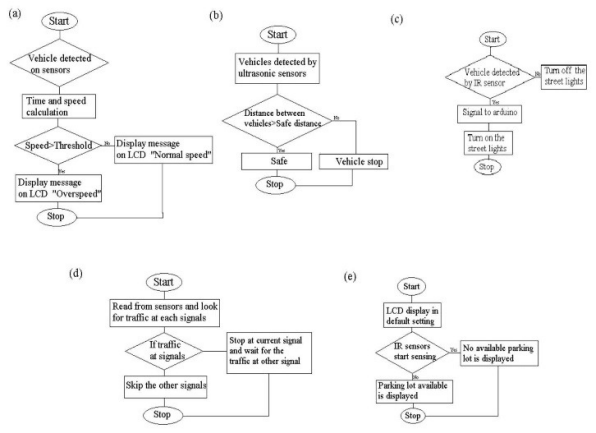 (a)
Start
Vehicle detected
on sensors
Time and speed
calculation
Speed>Threshold
No
Display message
on LCD "Normal speed"
Yes
Display message
on LCD "Overspeed"
Stop
(b)
Start
Vehicles detected by
ultrasonic sensors
Distance between
vehicles>Safe distance
No
Yes
Safe
Vehicle stop
Stop
(c)
Start
Vehicle detected
by IR sensor
No
Turn off the
street lights
Yes
Signal to arduino
Turn on the
street lights
Stop
(d)
Start
Read from sensors and look
for traffic at each signals
If traffic
at signals
Stop at current signal
and wait for the
traffic at other signal
Skip the other signals
Stop
(e)
Start
LCD display in
default setting
IR sensors
start sensing
Yes
No available parking
lot is displayed
No
Parking lot available
is displayed
Stop